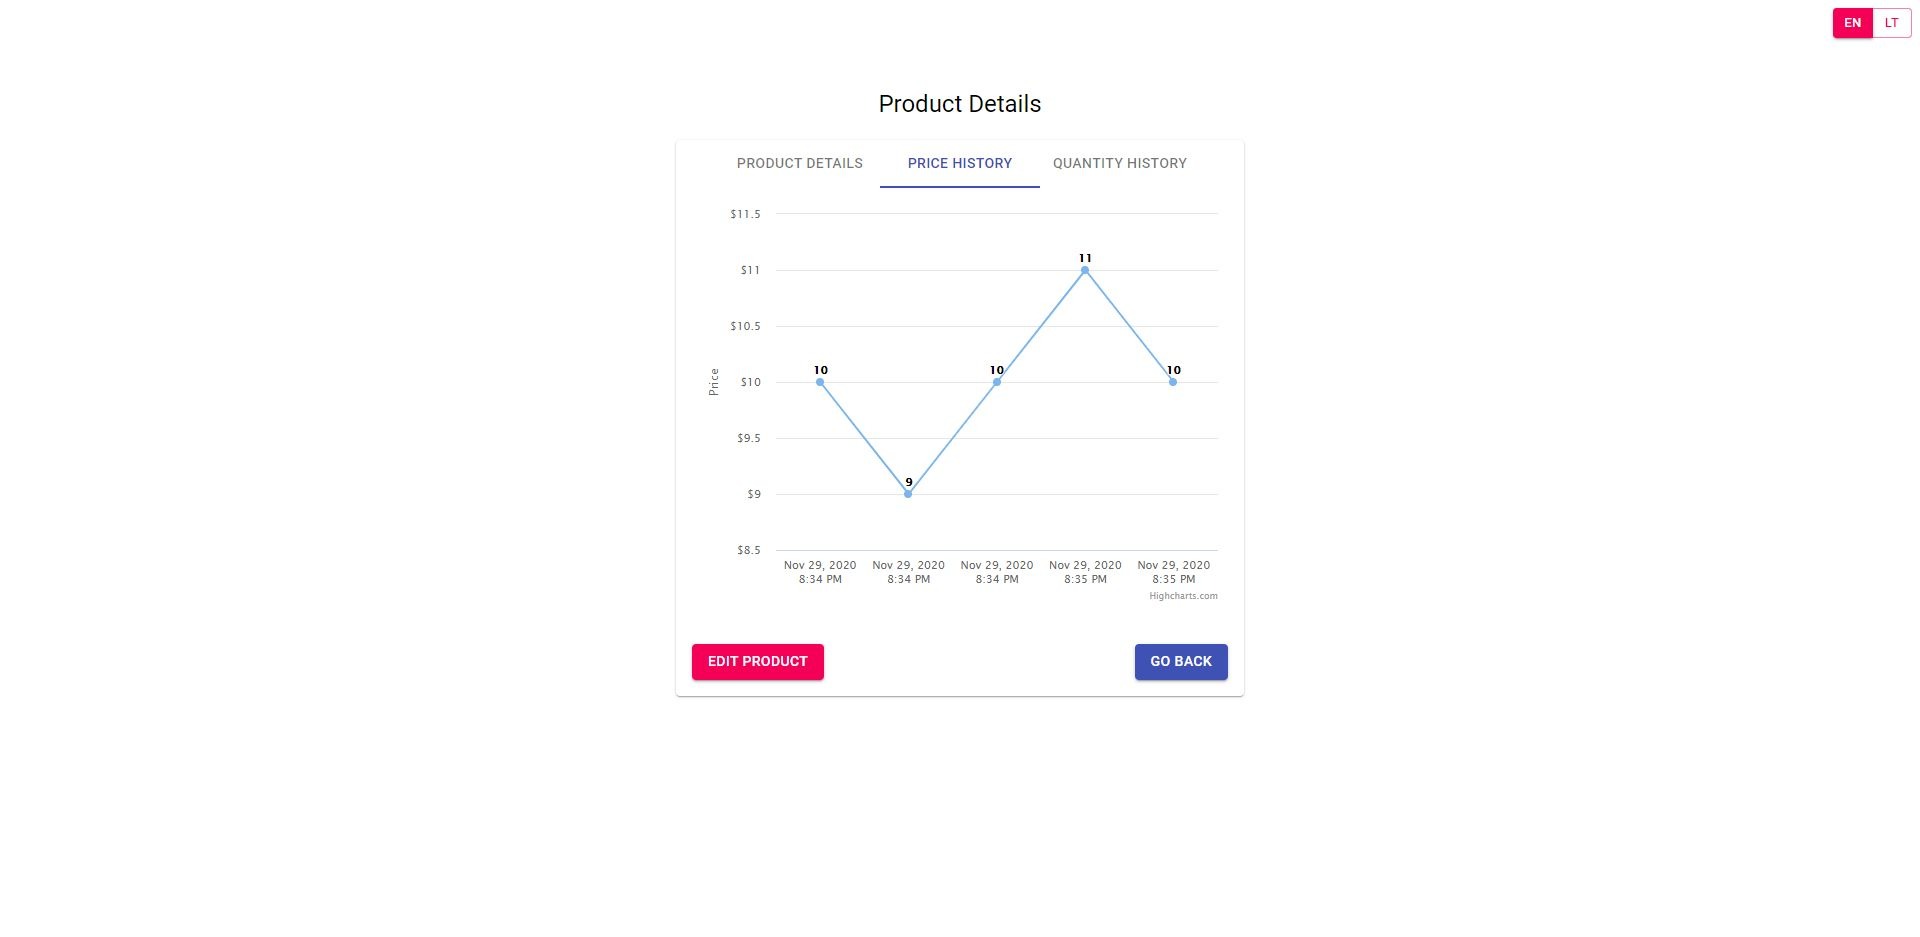 EN LT
Product Details
PRODUCT DETAILS PRICE HISTORY QUANTITY HISTORY
$11.5
11
$11
$10.5
10 10 10
$10
Price
$9.5
9
$9
$8.5
Nov 29, 2020 Nov 29, 2020 Nov 29, 2020 Nov 29, 2020 Nov 29, 2020
8:34 PM 8:34 PM 8:34 PM 8:35 PM 8:35 PM
Highcharts.com
EDIT PRODUCT GO BACK